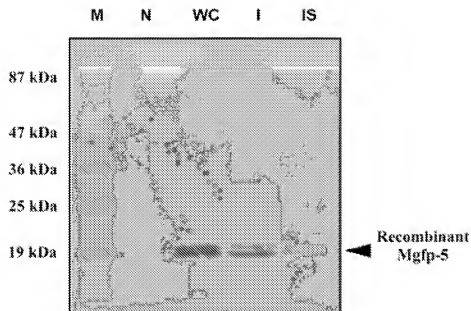 M N WC I IS
87 kDa
47 kDa
36 kDa
25 kDa
19 kDa
Recombinant
Mgfp-5